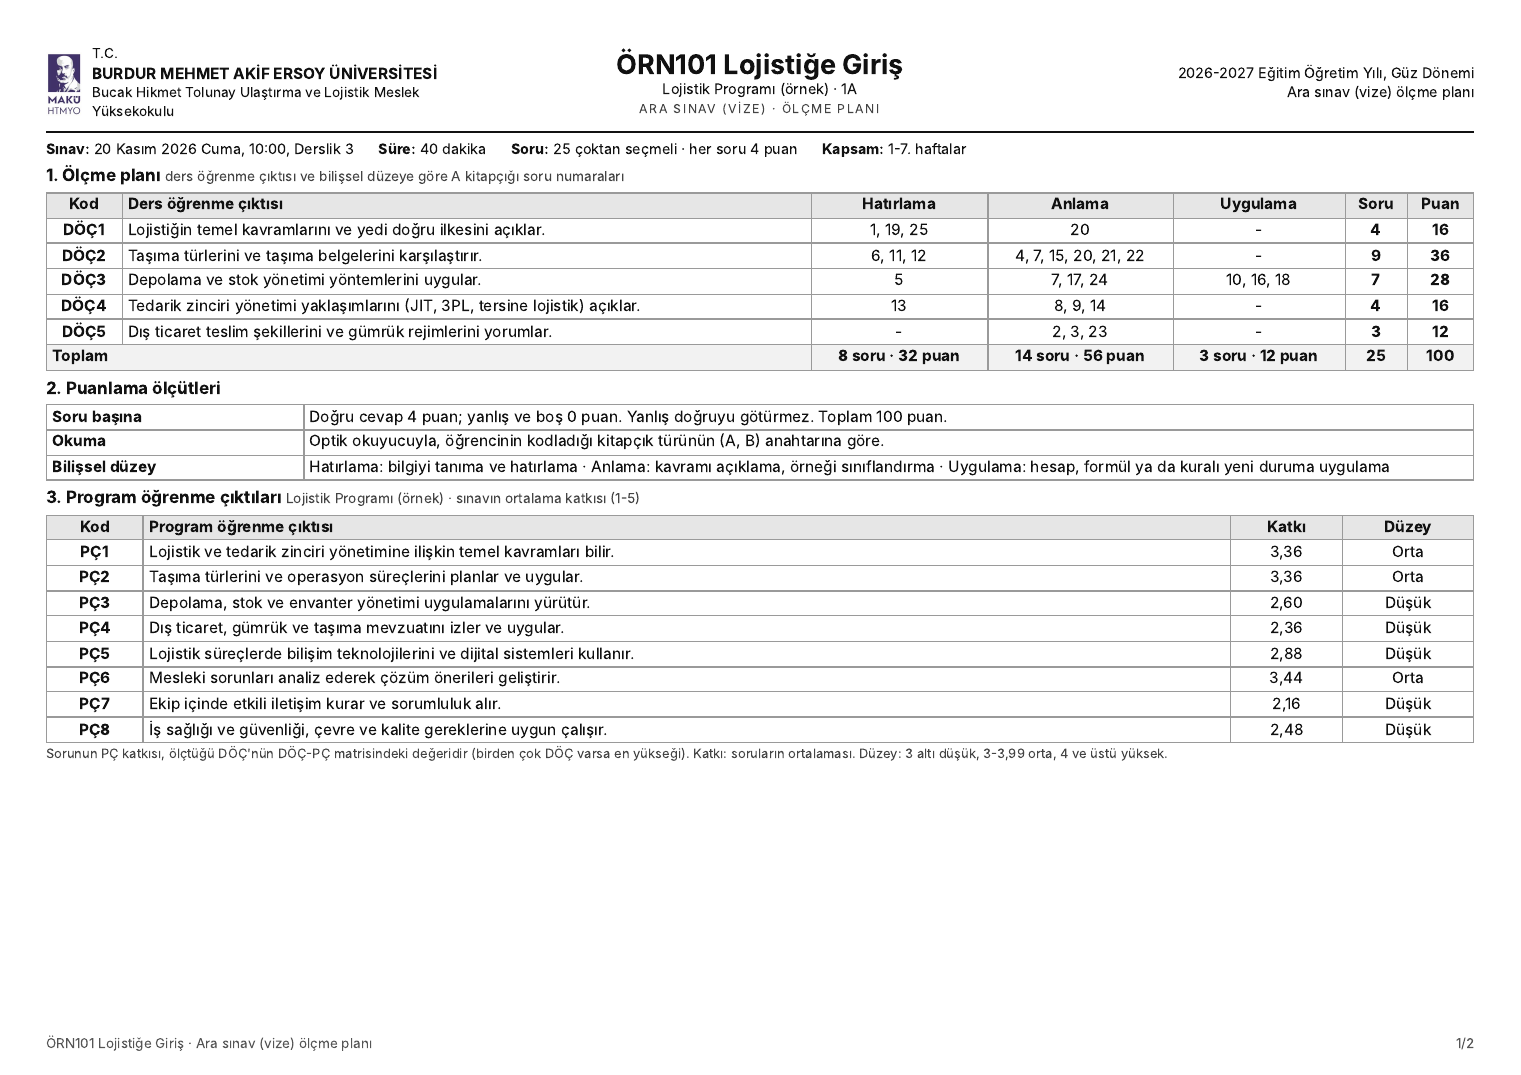 MAKÜ
HTMYO
T.C.
BURDUR MEHMET AKİF ERSOY ÜNİVERSİTESİ
Bucak Hikmet Tolunay Ulaştırma ve Lojistik Meslek
Yüksekokulu
ÖRN101 Lojistiğe Giriş
Lojistik Programı (örnek) · 1A
ARA SINAV (VİZE) · ÖLÇME PLANI
2026-2027 Eğitim Öğretim Yılı, Güz Dönemi
Ara sınav (vize) ölçme planı
Sınav: 20 Kasım 2026 Cuma, 10:00, Derslik 3 Süre: 40 dakika Soru: 25 çoktan seçmeli · her soru 4 puan Kapsam: 1-7. haftalar
1. Ölçme planı ders öğrenme çıktısı ve bilişsel düzeye göre A kitapçığı soru numaraları
Kod Ders öğrenme çıktısı Hatırlama Anlama Uygulama Soru Puan
DÖÇ1 Lojistiğin temel kavramlarını ve yedi doğru ilkesini açıklar. 1, 19, 25 20 - 4 16
DÖÇ2 Taşıma türlerini ve taşıma belgelerini karşılaştırır. 6, 11, 12 4, 7, 15, 20, 21, 22 - 9 36
DÖÇ3 Depolama ve stok yönetimi yöntemlerini uygular. 5 7, 17, 24 10, 16, 18 7 28
DÖÇ4 Tedarik zinciri yönetimi yaklaşımlarını (JIT, 3PL, tersine lojistik) açıklar. 13 8, 9, 14 - 4 16
DÖÇ5 Dış ticaret teslim şekillerini ve gümrük rejimlerini yorumlar. - 2, 3, 23 - 3 12
Toplam 8 soru · 32 puan 14 soru · 56 puan 3 soru · 12 puan 25 100
2. Puanlama ölçütleri
Soru başına Doğru cevap 4 puan; yanlış ve boş 0 puan. Yanlış doğruyu götürmez. Toplam 100 puan.
Okuma Optik okuyucuyla, öğrencinin kodladığı kitapçık türünün (A, B) anahtarına göre.
Bilişsel düzey Hatırlama: bilgiyi tanıma ve hatırlama · Anlama: kavramı açıklama, örneği sınıflandırma · Uygulama: hesap, formül ya da kuralı yeni duruma uygulama
3. Program öğrenme çıktıları Lojistik Programı (örnek) · sınavın ortalama katkısı (1-5)
Kod Program öğrenme çıktısı Katkı Düzey
PÇ1 Lojistik ve tedarik zinciri yönetimine ilişkin temel kavramları bilir. 3,36 Orta
PÇ2 Taşıma türlerini ve operasyon süreçlerini planlar ve uygular. 3,36 Orta
PÇ3 Depolama, stok ve envanter yönetimi uygulamalarını yürütür. 2,60 Düşük
PÇ4 Dış ticaret, gümrük ve taşıma mevzuatını izler ve uygular. 2,36 Düşük
PÇ5 Lojistik süreçlerde bilişim teknolojilerini ve dijital sistemleri kullanır. 2,88 Düşük
PÇ6 Mesleki sorunları analiz ederek çözüm önerileri geliştirir. 3,44 Orta
PÇ7 Ekip içinde etkili iletişim kurar ve sorumluluk alır. 2,16 Düşük
PÇ8 İş sağlığı ve güvenliği, çevre ve kalite gereklerine uygun çalışır. 2,48 Düşük
Sorunun PÇ katkısı, ölçtüğü DÖÇ'nün DÖÇ-PÇ matrisindeki değeridir (birden çok DÖÇ varsa en yükseği). Katkı: soruların ortalaması. Düzey: 3 altı düşük, 3-3,99 orta, 4 ve üstü yüksek.
ÖRN101 Lojistiğe Giriş · Ara sınav (vize) ölçme planı 1/2